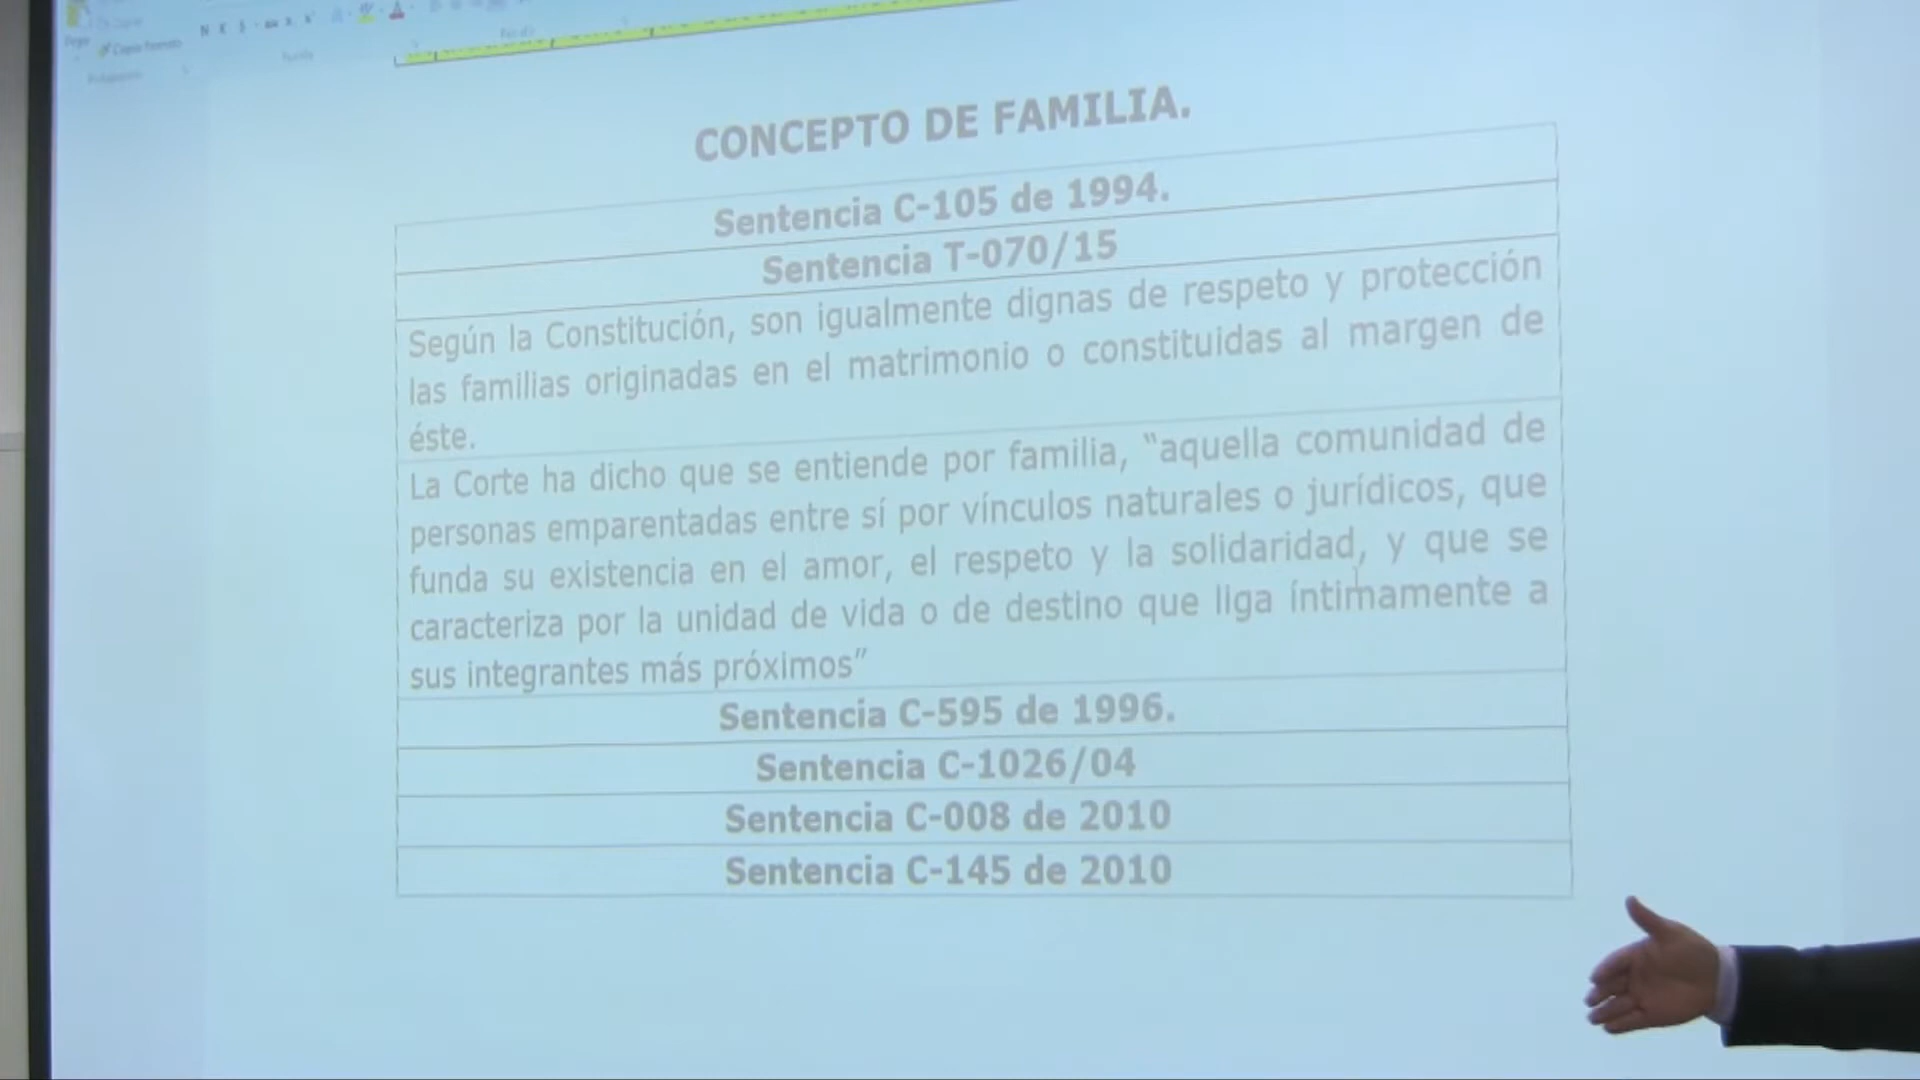 Copiar formato
N K S
CONCEPTO DE FAMILIA.
Sentencia C-105 de 1994.
Sentencia T-070/15
Según la Constitución, son igualmente dignas de respeto y protección
las familias originadas en el matrimonio o constituidas al margen de
éste.
La Corte ha dicho que se entiende por familia, “aquella comunidad de
personas emparentadas entre sí por vínculos naturales o jurídicos, que
funda su existencia en el amor, el respeto y la solidaridad, y que se
caracteriza por la unidad de vida o de destino que liga íntimamente a
sus integrantes más próximos”
Sentencia C-595 de 1996.
Sentencia C-1026/04
Sentencia C-008 de 2010
Sentencia C-145 de 2010